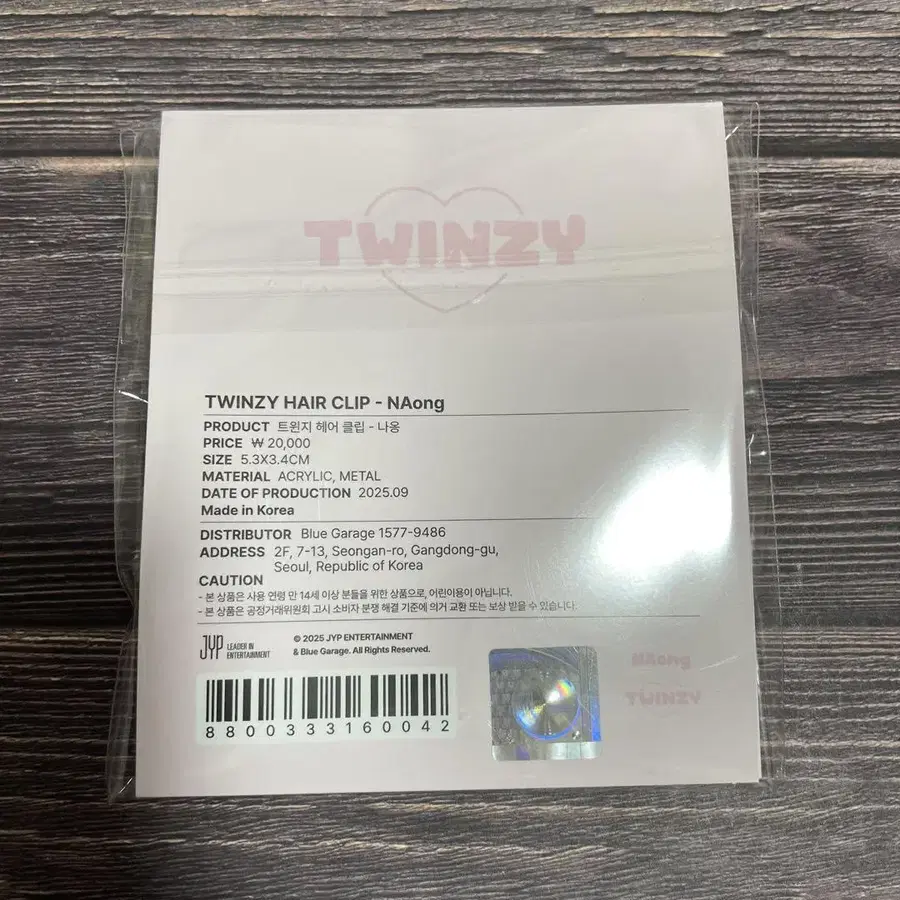 TWINZY
TWINZY HAIR CLIP - NAong
PRODUCT 트윈지 헤어 클립 - 나옹
PRICE ₩ 20,000
SIZE 5.3X3.4CM
MATERIAL ACRYLIC, METAL
DATE OF PRODUCTION 2025.09
Made in Korea
DISTRIBUTOR Blue Garage 1577-9486
ADDRESS 2F, 7-13, Seongan-ro, Gangdong-gu,
Seoul, Republic of Korea
CAUTION
- 본 상품은 사용 연령 만 14세 이상 분들을 위한 상품으로, 어린이용이 아닙니다.
- 본 상품은 공정거래위원회 고시 소비자 분쟁 해결 기준에 의거 교환 또는 보상 받을 수 있습니다.
JYP LEADER IN
ENTERTAINMENT
© 2025 JYP ENTERTAINMENT
& Blue Garage. All Rights Reserved.
8800333160042
NAong
TWINZY